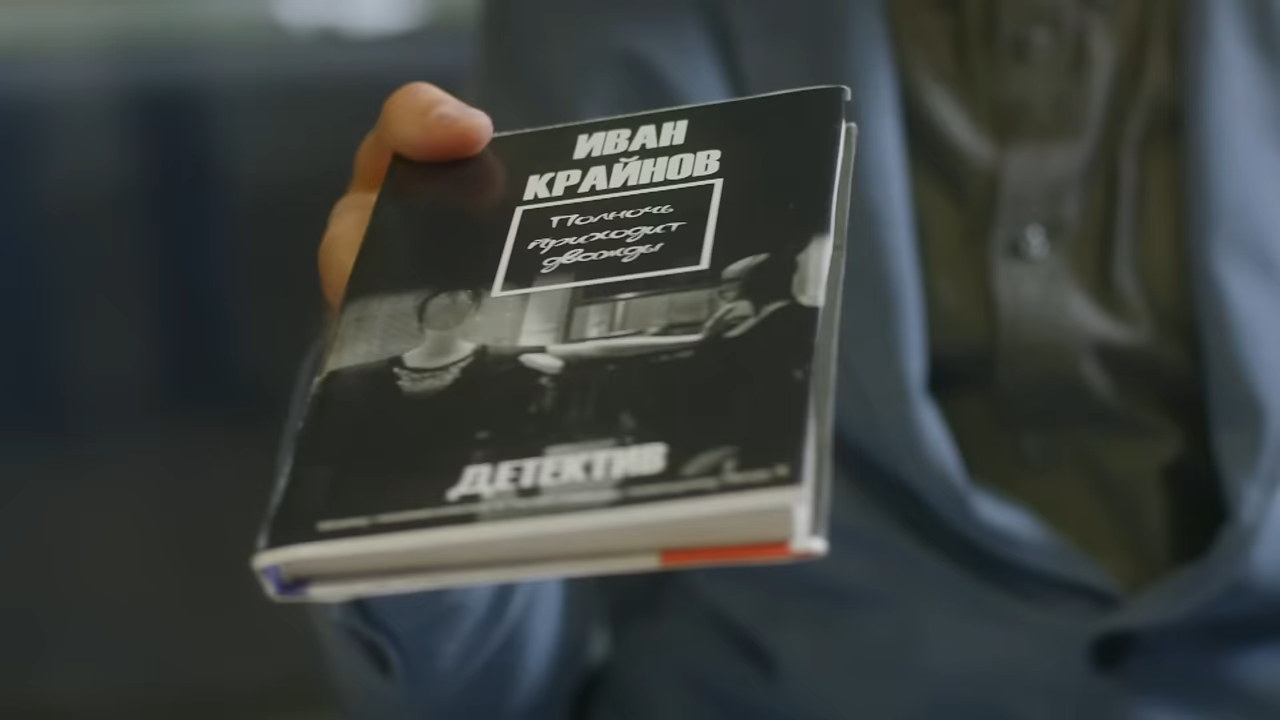 ИВАН
КРАЙНОВ
Полночь
приходит
дважды
ДЕТЕКТИВ